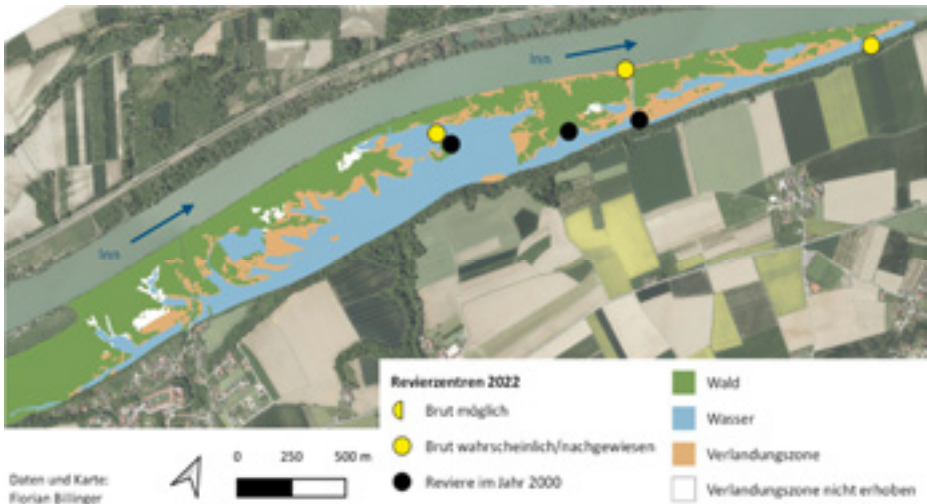 Inn
Inn
Revierzentren 2022
Brut möglich
Brut wahrscheinlich/nachgewiesen
Reviere im Jahr 2000
Wald
Wasser
Verlandungszone
Verlandungszone nicht erhoben
0 250 500 m
Daten und Karte:
Florian Billinger